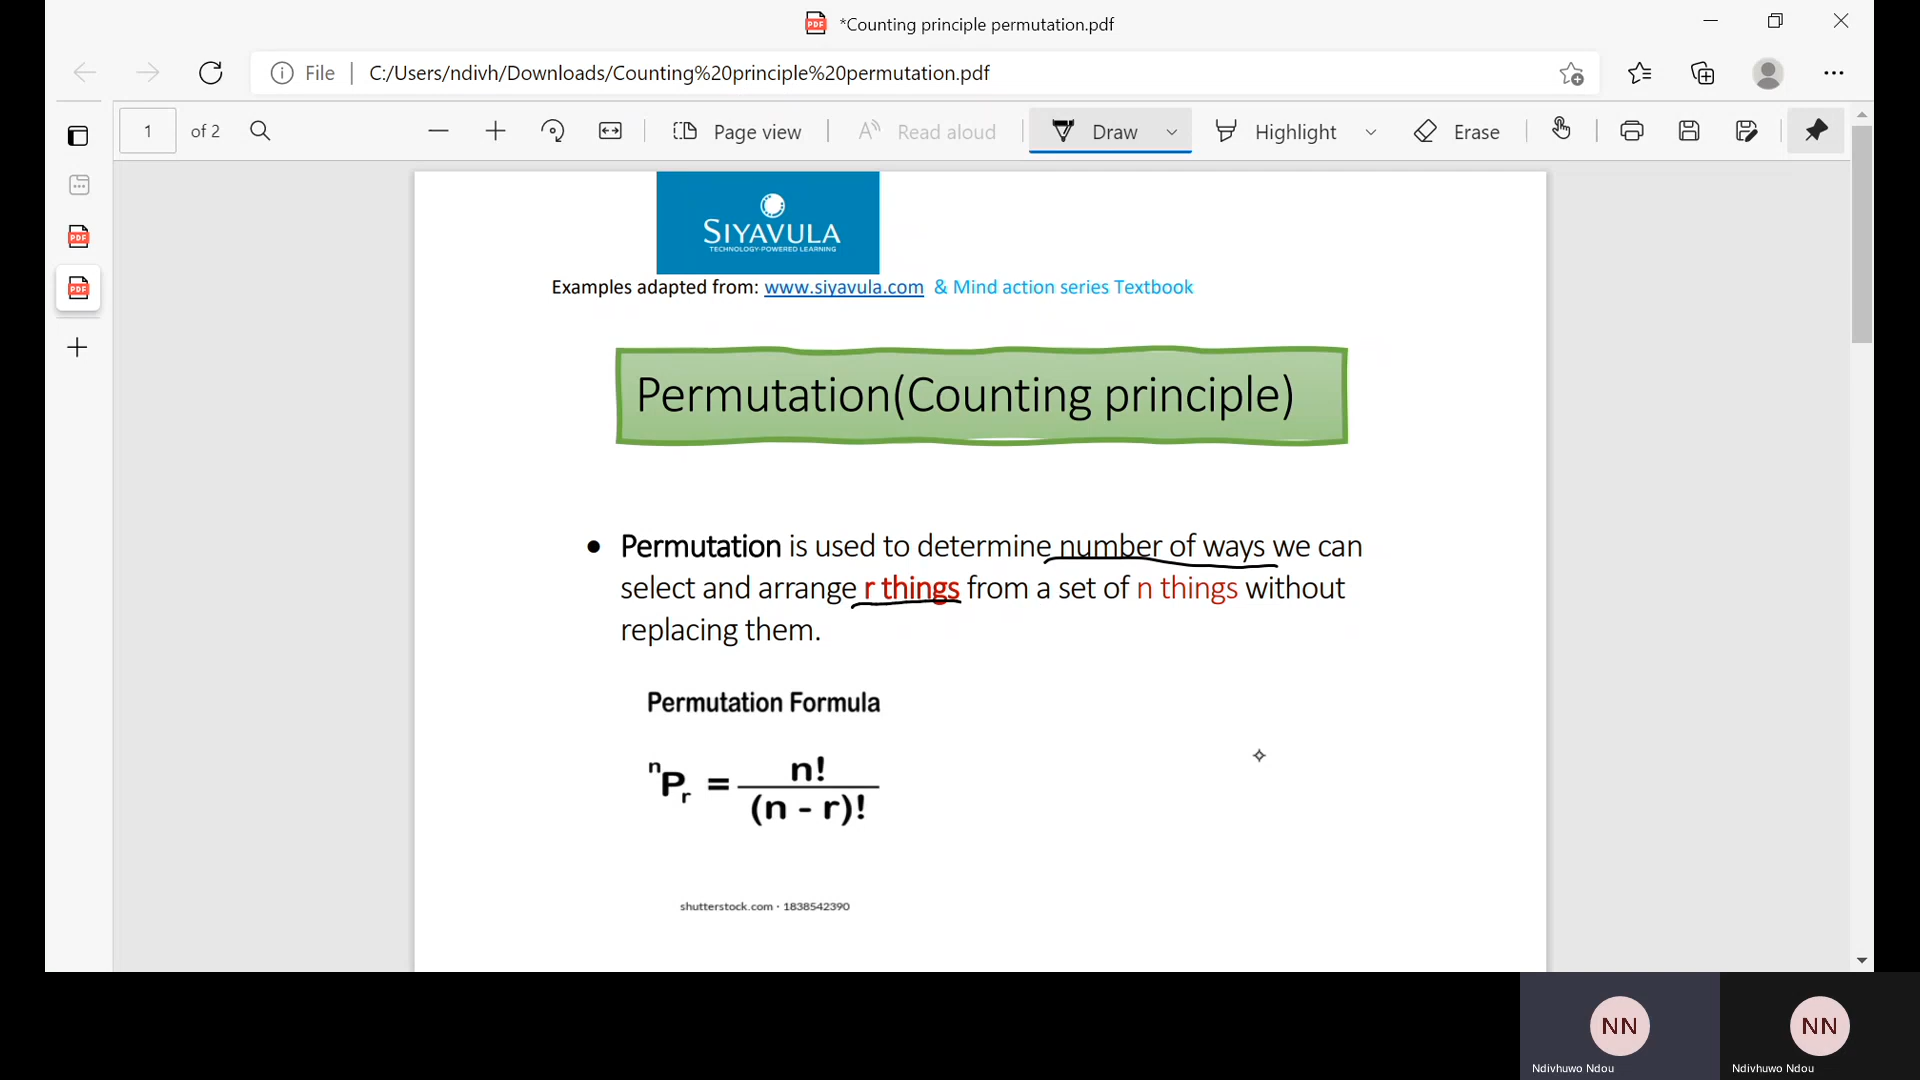 *Counting principle permutation.pdf
File | C:/Users/ndivh/Downloads/Counting%20principle%20permutation.pdf
1 of 2 Page view Read aloud Draw Highlight Erase
PDF
PDF
SIYAVULA
TECHNOLOGY-POWERED LEARNING
Examples adapted from: www.siyavula.com & Mind action series Textbook
Permutation(Counting principle)
• Permutation is used to determine number of ways we can
select and arrange r things from a set of n things without
replacing them.
Permutation Formula
ⁿPᵣ = n! / (n - r)!
shutterstock.com · 1838542390
NN NN
Ndivhuwo Ndou Ndivhuwo Ndou